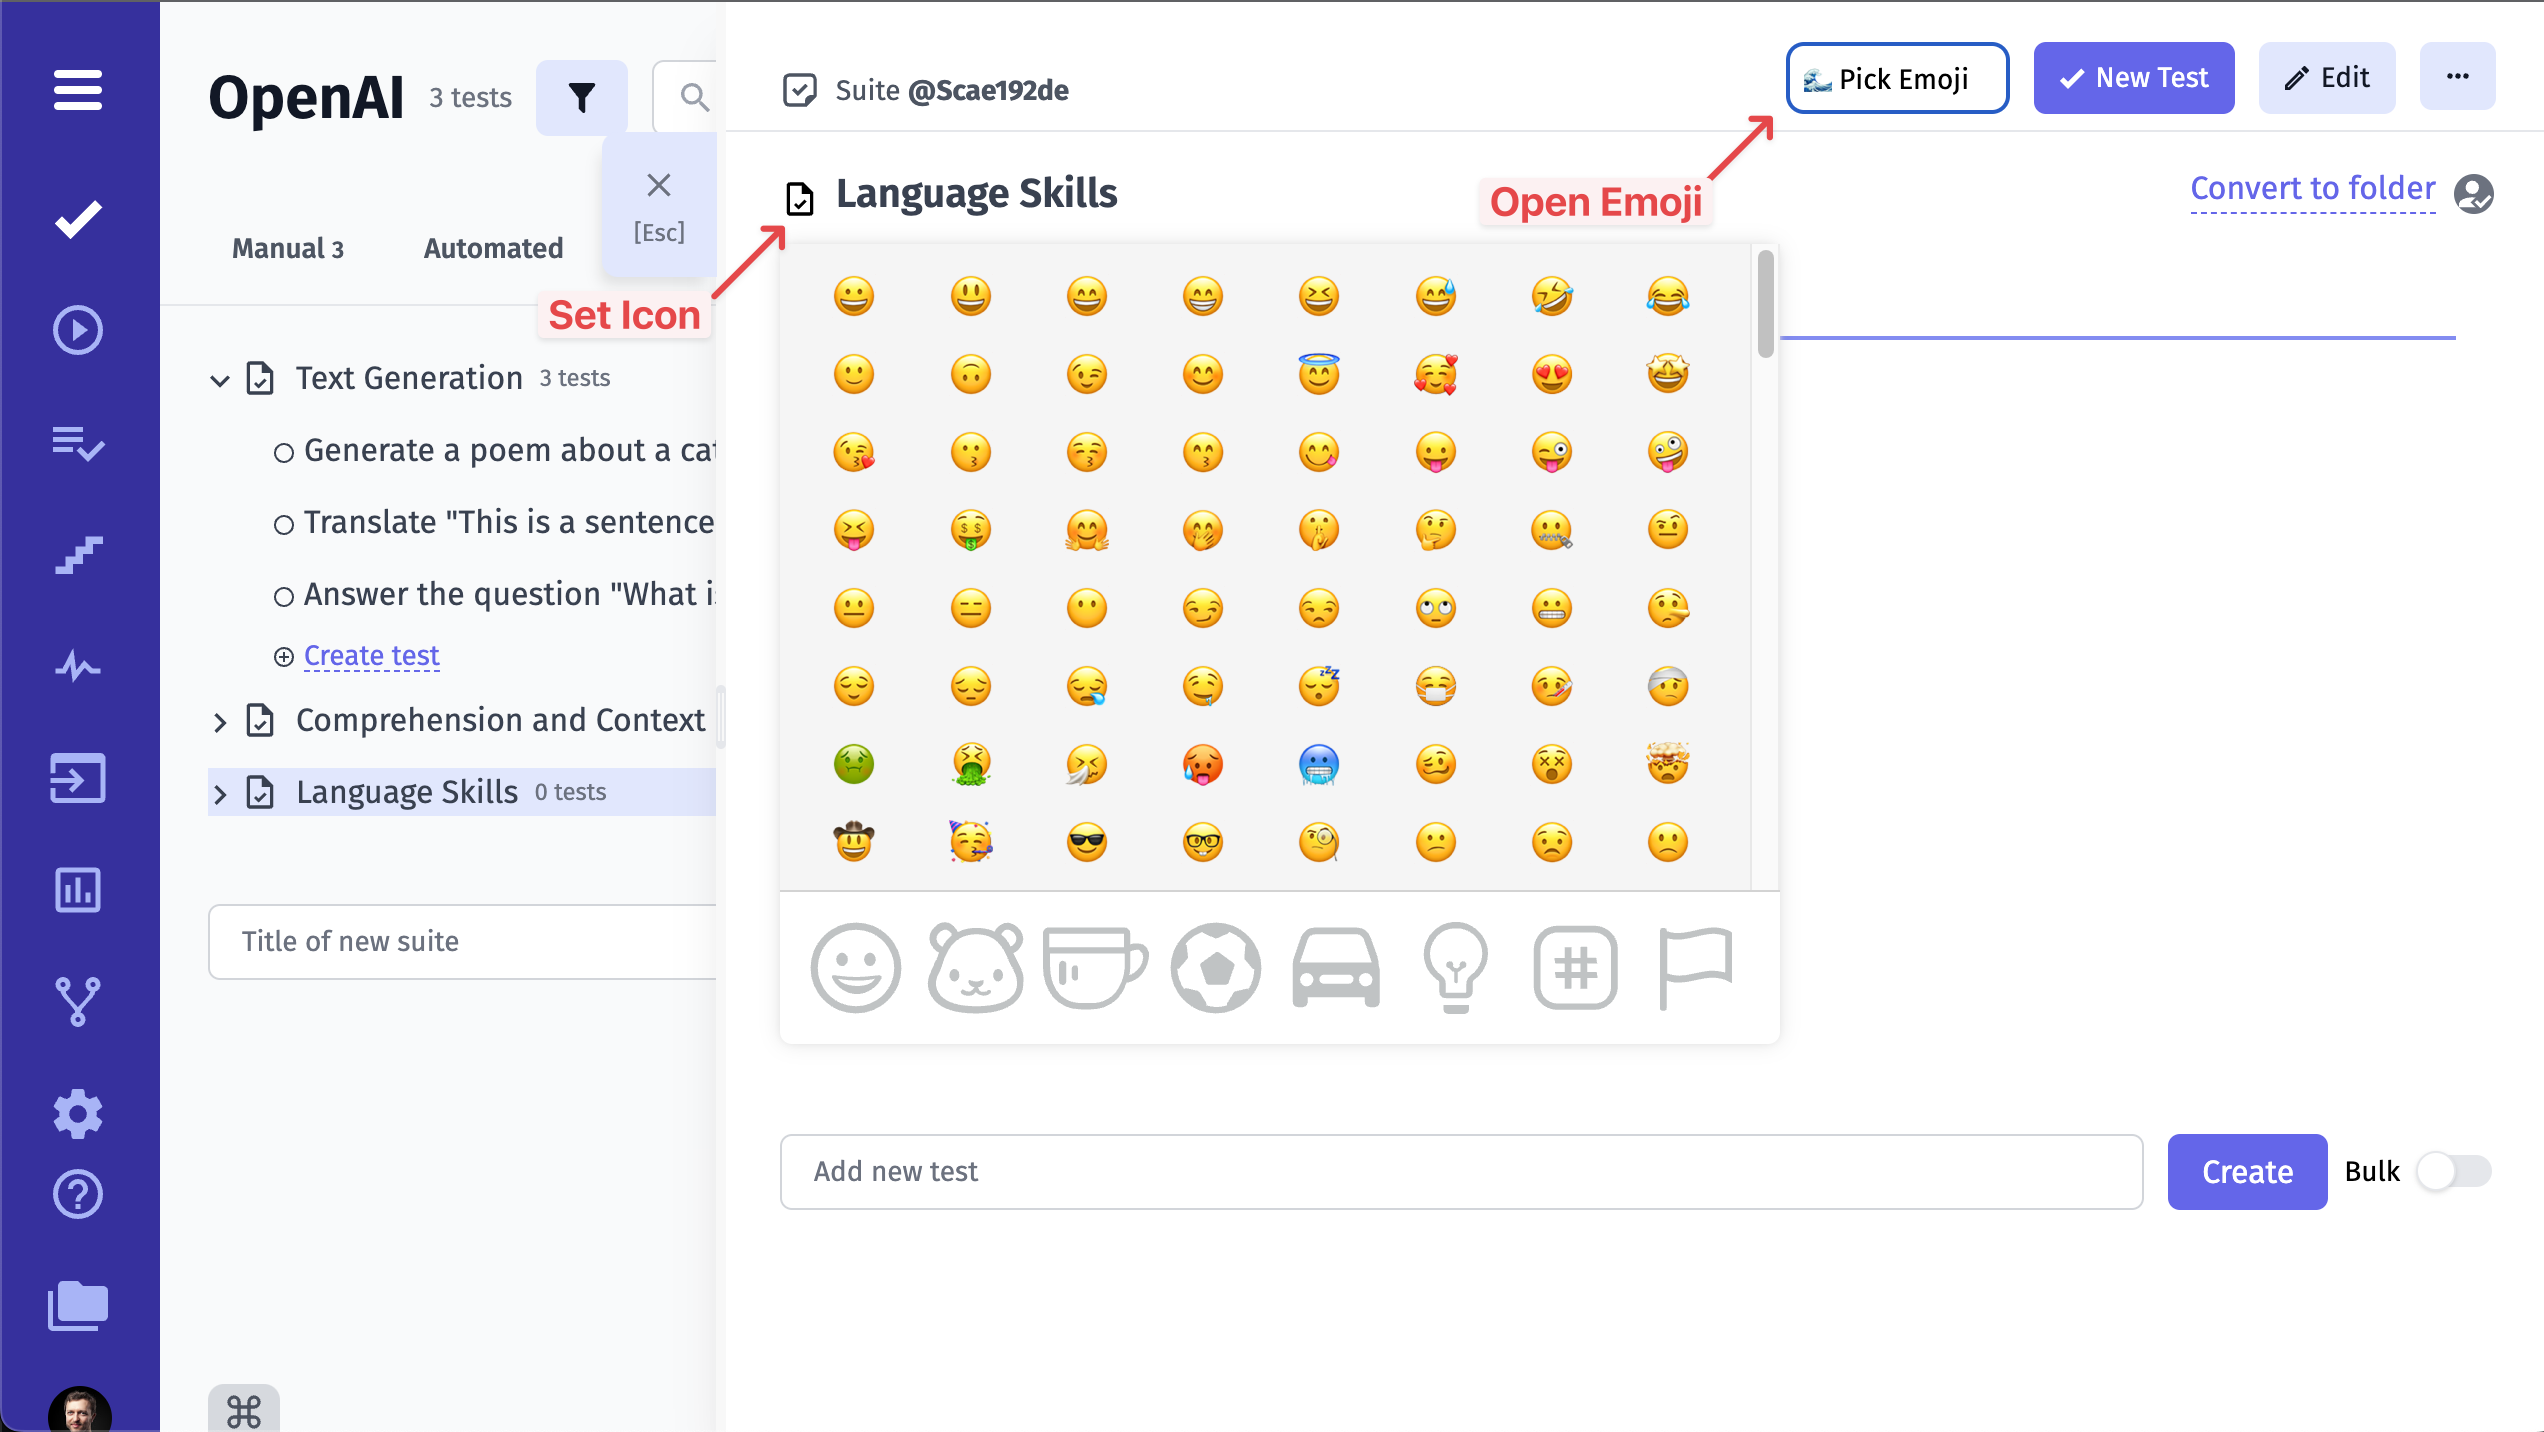 OpenAI 3 tests
Suite @Scae192de
Pick Emoji
New Test
Edit
[Esc]
Language Skills
Open Emoji
Convert to folder
Manual 3
Automated
Set Icon
Text Generation 3 tests
Generate a poem about a cat
Translate "This is a sentence
Answer the question "What is
Create test
Comprehension and Context
Language Skills 0 tests
Title of new suite
Add new test
Create
Bulk